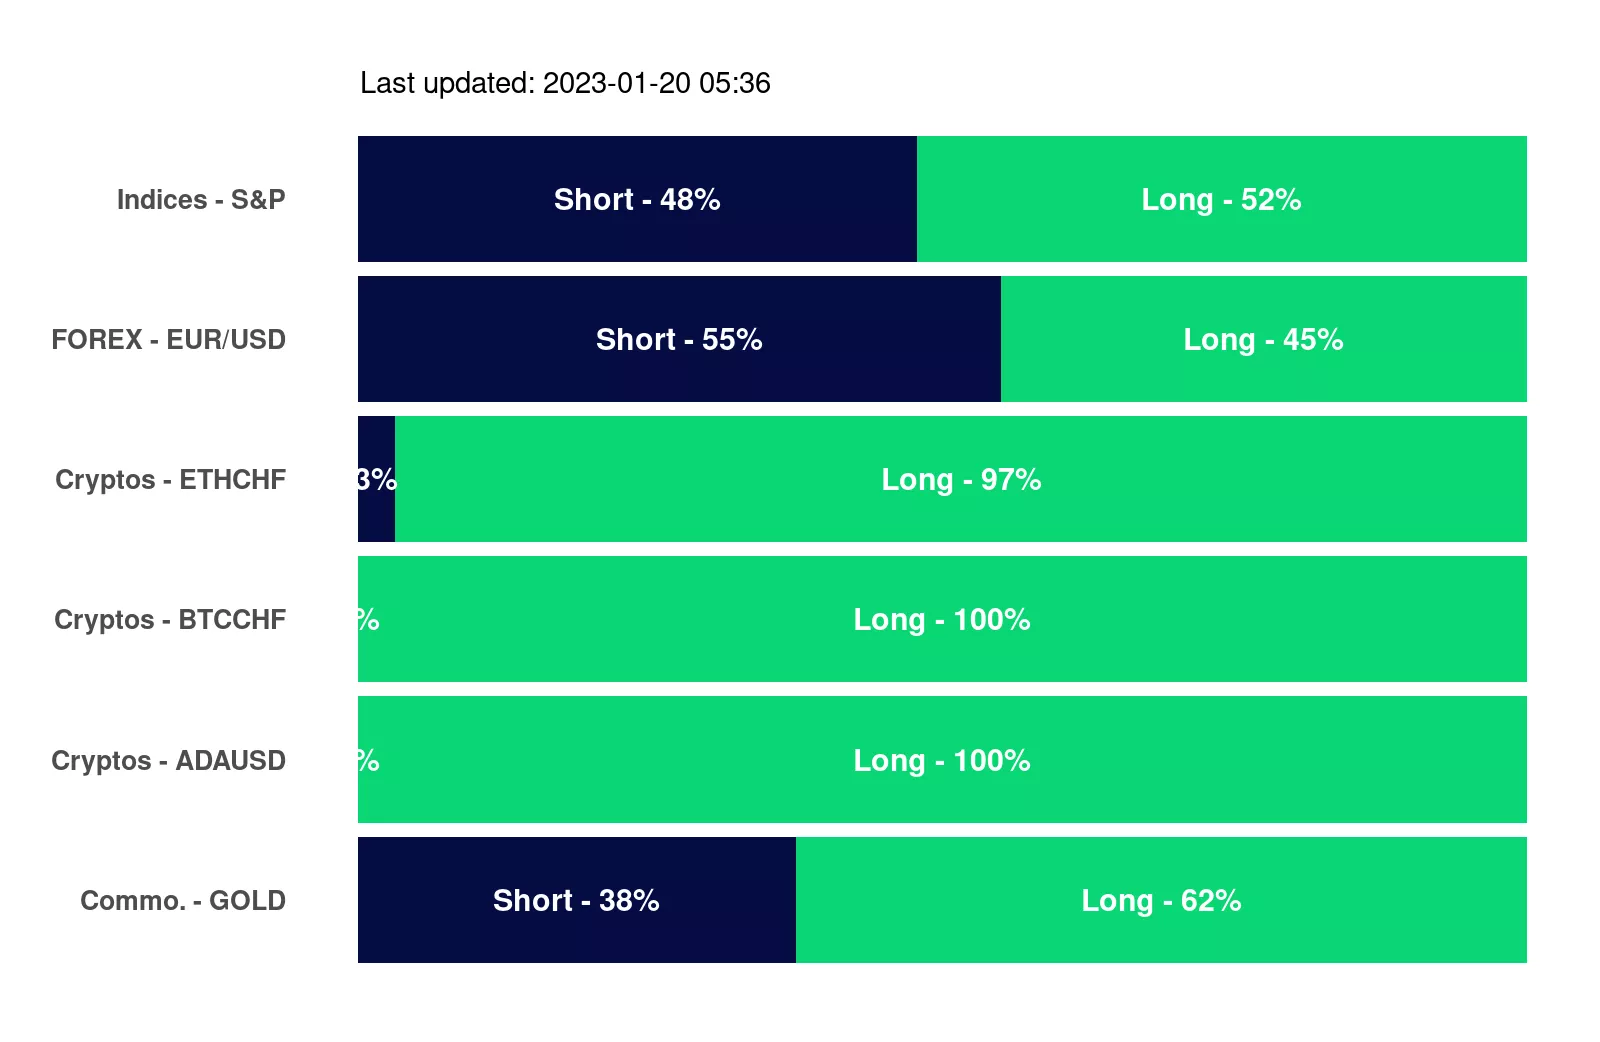 Last updated: 2023-01-20 05:36
Indices - S&P Short - 48% Long - 52%
FOREX - EUR/USD Short - 55% Long - 45%
Cryptos - ETHCHF 3% Long - 97%
Cryptos - BTCCHF % Long - 100%
Cryptos - ADAUSD % Long - 100%
Commo. - GOLD Short - 38% Long - 62%